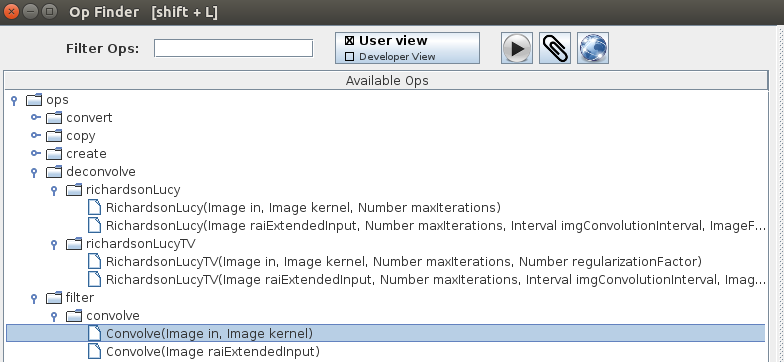 Op Finder   [shift + L]
Filter Ops:
User view
Developer View
Available Ops
ops
convert
copy
create
deconvolve
richardsonLucy
RichardsonLucy(Image in, Image kernel, Number maxIterations)
RichardsonLucy(Image raiExtendedInput, Number maxIterations, Interval imgConvolutionInterval, ImageF...
richardsonLucyTV
RichardsonLucyTV(Image in, Image kernel, Number maxIterations, Number regularizationFactor)
RichardsonLucyTV(Image raiExtendedInput, Number maxIterations, Interval imgConvolutionInterval, Imag...
filter
convolve
Convolve(Image in, Image kernel)
Convolve(Image raiExtendedInput)